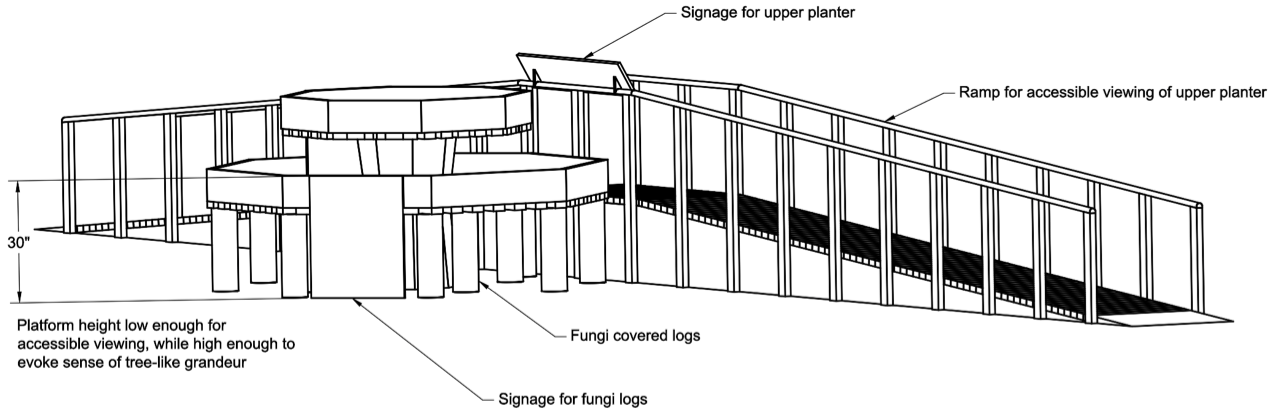 Signage for upper planter
Ramp for accessible viewing of upper planter
30"
Platform height low enough for
accessible viewing, while high enough to
evoke sense of tree-like grandeur
Fungi covered logs
Signage for fungi logs